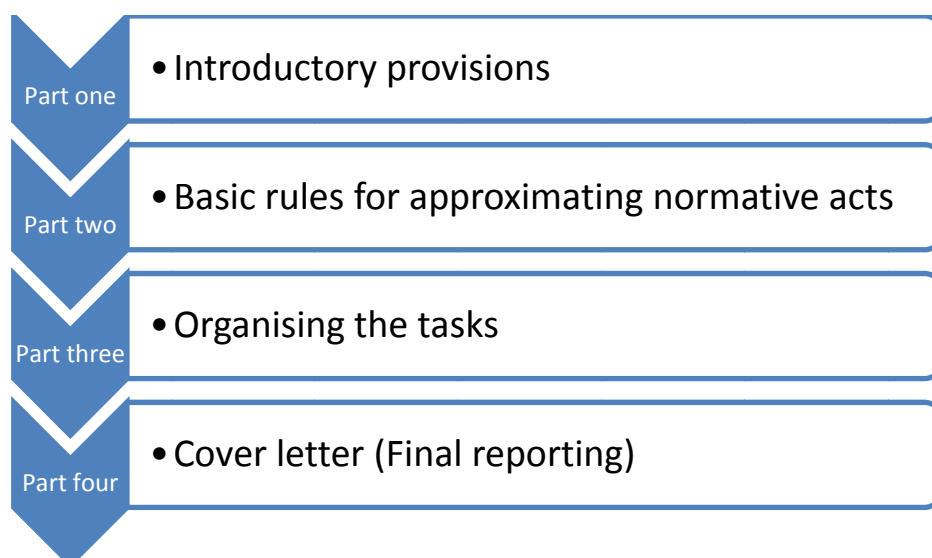 Part one
• Introductory provisions
Part two
• Basic rules for approximating normative acts
Part three
• Organising the tasks
Part four
• Cover letter (Final reporting)